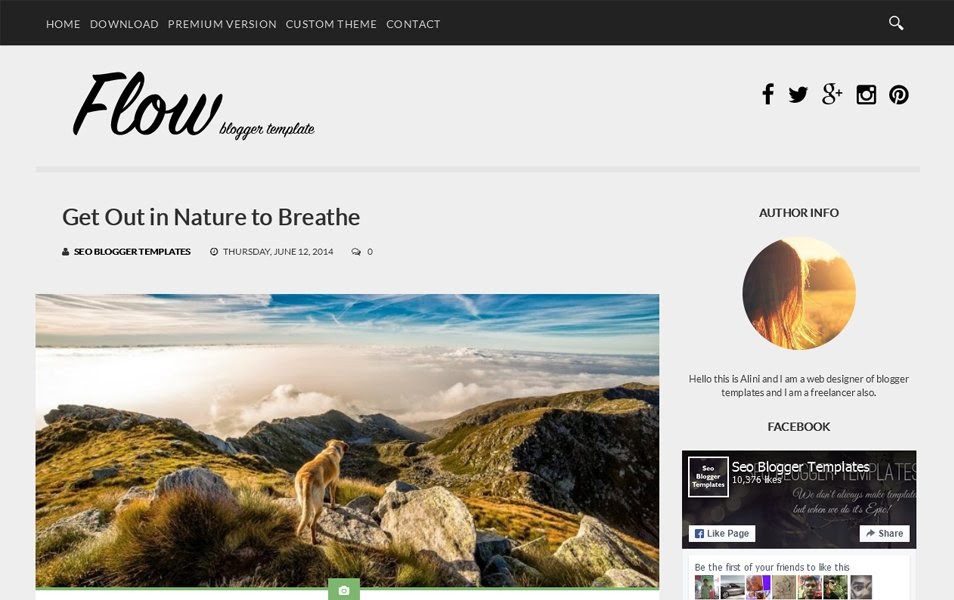 HOME DOWNLOAD PREMIUM VERSION CUSTOM THEME CONTACT
Flow blogger template
Get Out in Nature to Breathe
SEO BLOGGER TEMPLATES THURSDAY, JUNE 12, 2014 0
AUTHOR INFO
Hello this is Alini and I am a web designer of blogger
templates and I am a freelancer also.
FACEBOOK
Seo
Blogger
Templates
Seo Blogger Templates
10,376 likes
BLOGGER TEMPLATES
We don't always make template
but when we do it's Epic!
Like Page
Share
Be the first of your friends to like this